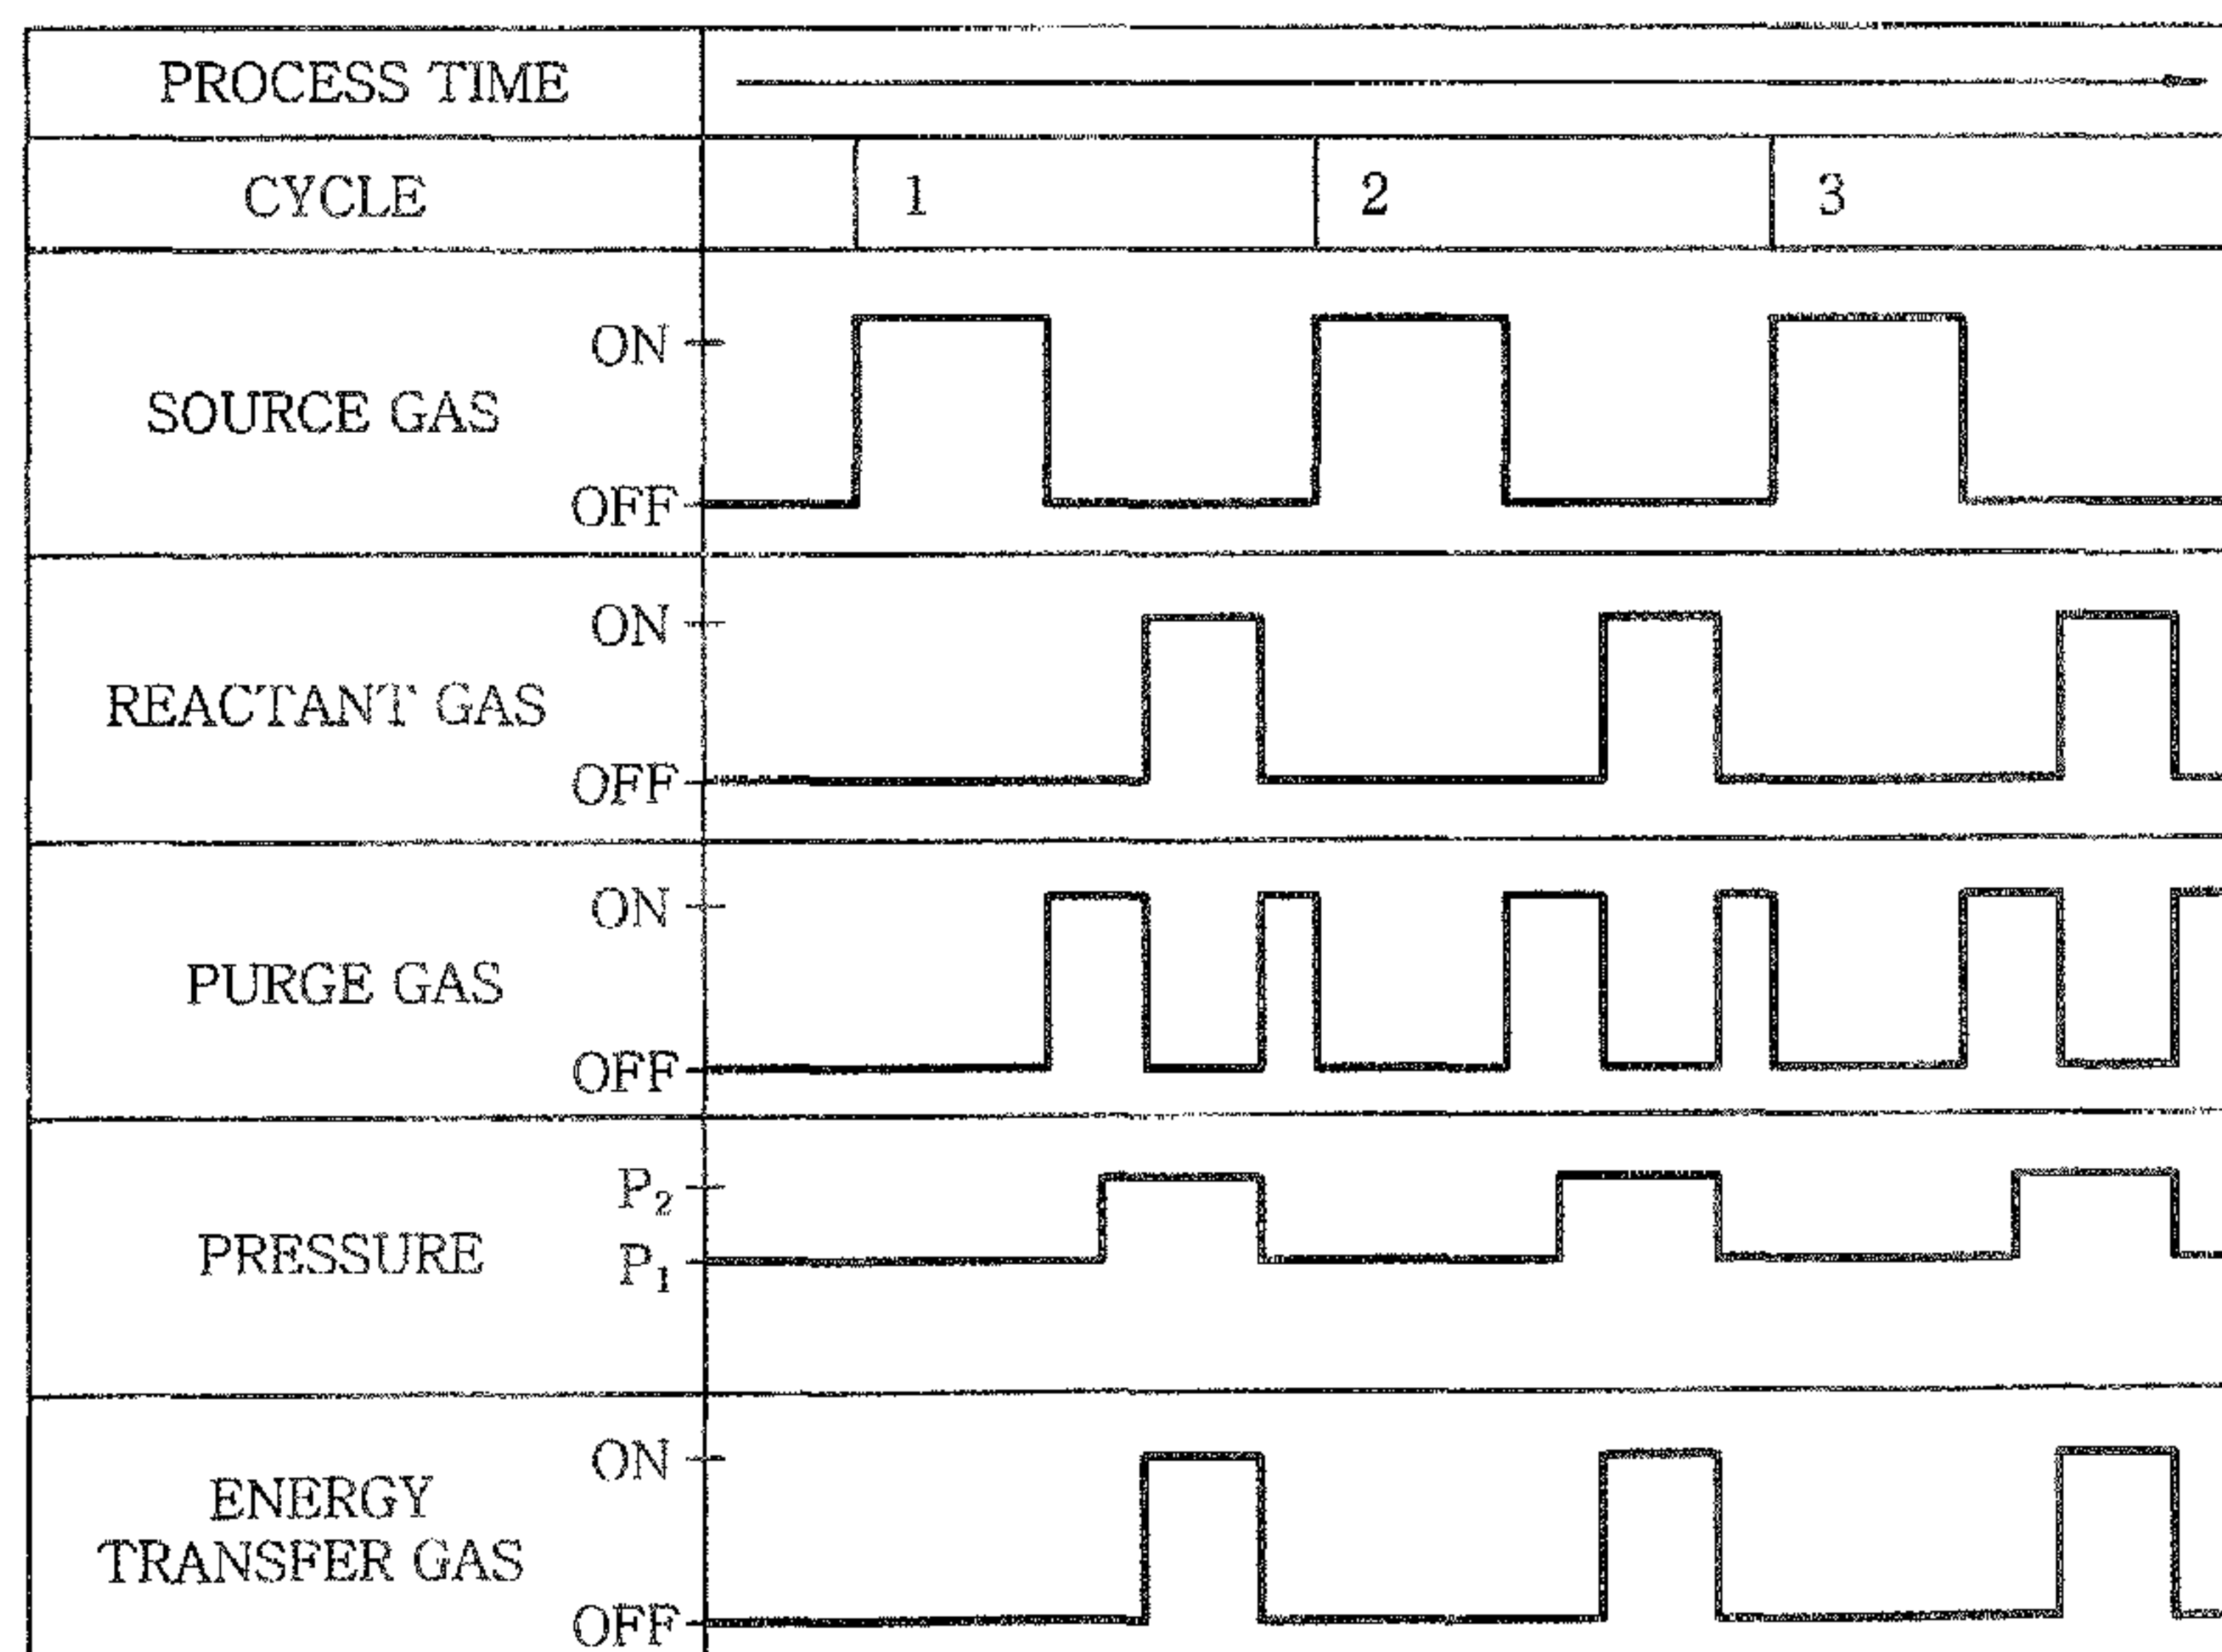 PROCESS TIME
CYCLE 1 2 3
ON
SOURCE GAS
OFF
ON
REACTANT GAS
OFF
ON
PURGE GAS
OFF
P₂
PRESSURE
P₁
ON
ENERGY
TRANSFER GAS
OFF